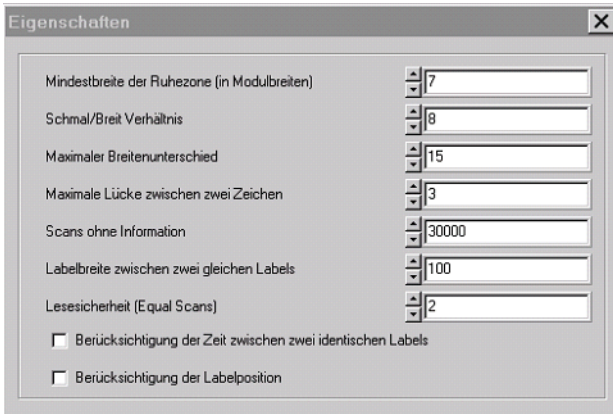 Eigenschaften
Mindestbreite der Ruhezone (in Modulbreiten) 7
Schmal/Breit Verhältnis 8
Maximaler Breitenunterschied 15
Maximale Lücke zwischen zwei Zeichen 3
Scans ohne Information 30000
Labelbreite zwischen zwei gleichen Labels 100
Lesesicherheit (Equal Scans) 2
Berücksichtigung der Zeit zwischen zwei identischen Labels
Berücksichtigung der Labelposition